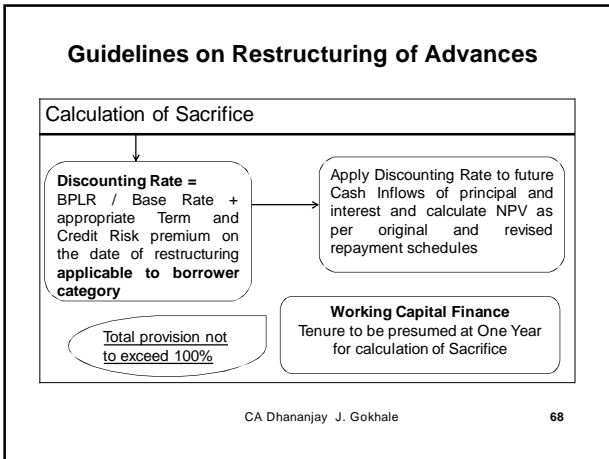 Guidelines on Restructuring of Advances
Calculation of Sacrifice
Discounting Rate =
BPLR / Base Rate +
appropriate Term and
Credit Risk premium on
the date of restructuring
applicable to borrower
category
Apply Discounting Rate to future
Cash Inflows of principal and
interest and calculate NPV as
per original and revised
repayment schedules
Working Capital Finance
Tenure to be presumed at One Year
for calculation of Sacrifice
Total provision not
to exceed 100%
CA Dhananjay J. Gokhale
68